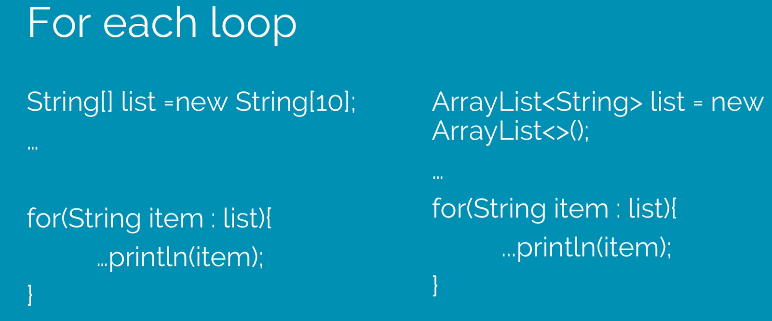 For each loop
String[] list =new String[10];
...
for(String item : list){
...println(item);
}
ArrayList<String> list = new
ArrayList<>();
...
for(String item : list){
...println(item);
}